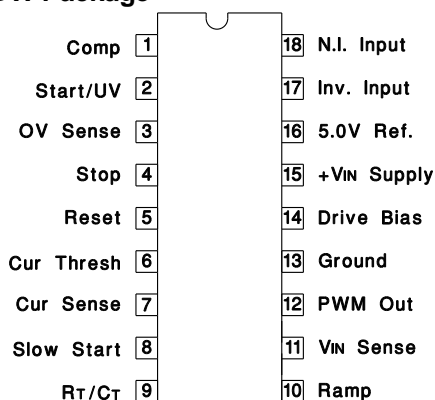 Comp 1 18 N.I. Input
Start/UV 2 17 Inv. Input
OV Sense 3 16 5.0V Ref.
Stop 4 15 +VIN Supply
Reset 5 14 Drive Bias
Cur Thresh 6 13 Ground
Cur Sense 7 12 PWM Out
Slow Start 8 11 VIN Sense
RT/CT 9 10 Ramp